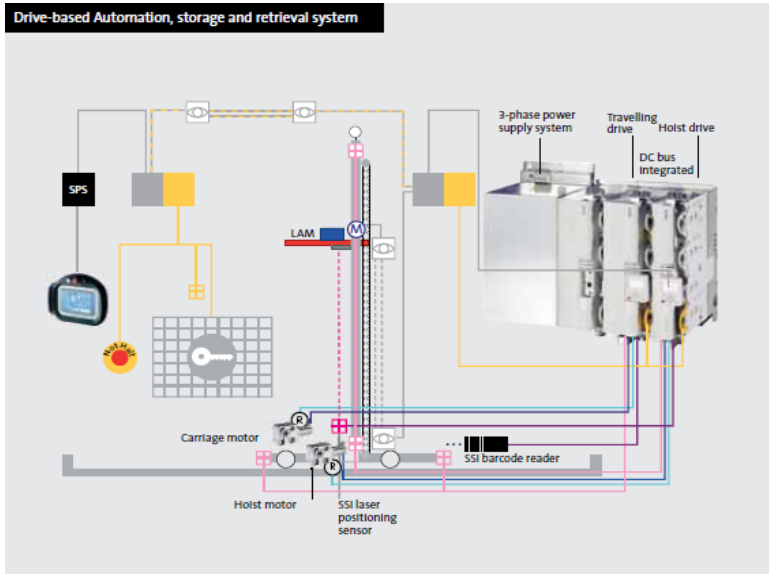 Drive-based Automation, storage and retrieval system
3-phase power
supply system
Travelling
drive
Hoist drive
DC bus
integrated
SPS
LAM
M
Not-Halt
R
Carriage motor
R
SSI barcode reader
Hoist motor
SSI laser
positioning
sensor